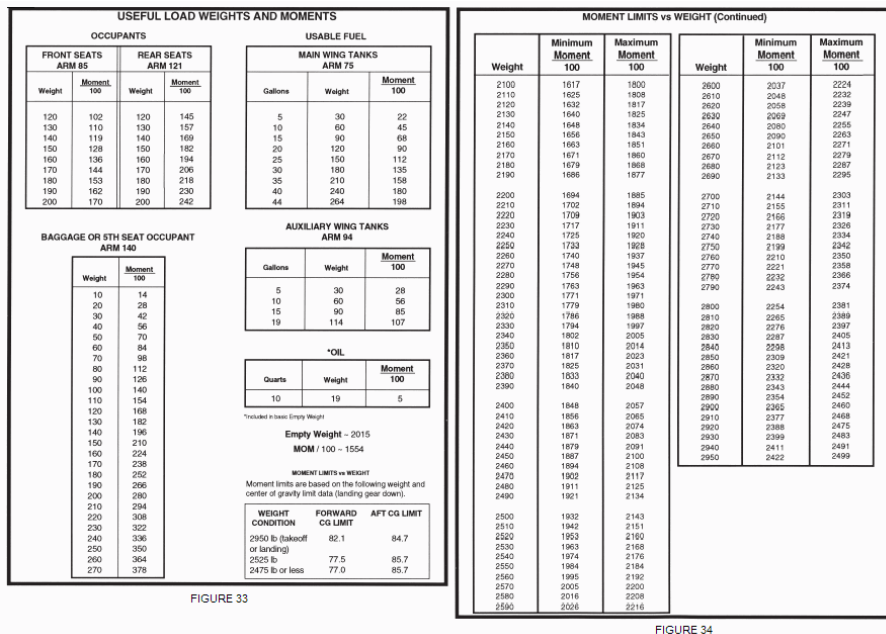 USEFUL LOAD WEIGHTS AND MOMENTS
OCCUPANTS
FRONT SEATS
ARM 85
REAR SEATS
ARM 121
Weight Moment 100 Weight Moment 100
120 102 120 145
130 110 130 157
140 119 140 169
150 128 150 182
160 136 160 194
170 144 170 206
180 153 180 218
190 162 190 230
200 170 200 242
BAGGAGE OR 5TH SEAT OCCUPANT
ARM 140
Weight Moment 100
10 14
20 28
30 42
40 56
50 70
60 84
70 98
80 112
90 126
100 140
110 154
120 168
130 182
140 196
150 210
160 224
170 238
180 252
190 266
200 280
210 294
220 308
230 322
240 336
250 350
260 364
270 378
USABLE FUEL
MAIN WING TANKS
ARM 75
Gallons Weight Moment 100
5 30 22
10 60 45
15 90 68
20 120 90
25 150 112
30 180 135
35 210 158
40 240 180
44 264 198
AUXILIARY WING TANKS
ARM 94
Gallons Weight Moment 100
5 30 28
10 60 56
15 90 85
19 114 107
*OIL
Quarts Weight Moment 100
10 19 5
*Included in basic Empty Weight
Empty Weight ~ 2015
MOM / 100 ~ 1554
MOMENT LIMITS vs WEIGHT
Moment limits are based on the following weight and
center of gravity limit data (landing gear down).
WEIGHT CONDITION FORWARD CG LIMIT AFT CG LIMIT
2950 lb (takeoff or landing) 82.1 84.7
2525 lb 77.5 85.7
2475 lb or less 77.0 85.7
FIGURE 33
MOMENT LIMITS vs WEIGHT (Continued)
Weight Minimum Moment 100 Maximum Moment 100
2100 1617 1800
2110 1625 1808
2120 1632 1817
2130 1640 1825
2140 1648 1834
2150 1656 1843
2160 1663 1851
2170 1671 1860
2180 1679 1868
2190 1686 1877
2200 1694 1885
2210 1702 1894
2220 1709 1903
2230 1717 1911
2240 1725 1920
2250 1733 1928
2260 1740 1937
2270 1748 1945
2280 1756 1954
2290 1763 1963
2300 1771 1971
2310 1779 1980
2320 1786 1988
2330 1794 1997
2340 1802 2005
2350 1810 2014
2360 1817 2023
2370 1825 2031
2380 1833 2040
2390 1840 2048
2400 1848 2057
2410 1856 2065
2420 1863 2074
2430 1871 2083
2440 1879 2091
2450 1887 2100
2460 1894 2108
2470 1902 2117
2480 1911 2125
2490 1921 2134
2500 1932 2143
2510 1942 2151
2520 1953 2160
2530 1963 2168
2540 1974 2176
2550 1984 2184
2560 1995 2192
2570 2005 2200
2580 2016 2208
2590 2026 2216
Weight Minimum Moment 100 Maximum Moment 100
2600 2037 2224
2610 2048 2232
2620 2058 2239
2630 2069 2247
2640 2080 2255
2650 2090 2263
2660 2101 2271
2670 2112 2279
2680 2123 2287
2690 2133 2295
2700 2144 2303
2710 2155 2311
2720 2166 2319
2730 2177 2326
2740 2188 2334
2750 2199 2342
2760 2210 2350
2770 2221 2358
2780 2232 2366
2790 2243 2374
2800 2254 2381
2810 2265 2389
2820 2276 2397
2830 2287 2405
2840 2298 2413
2850 2309 2421
2860 2320 2428
2870 2332 2436
2880 2343 2444
2890 2354 2452
2900 2365 2460
2910 2377 2468
2920 2388 2475
2930 2399 2483
2940 2411 2491
2950 2422 2499
FIGURE 34